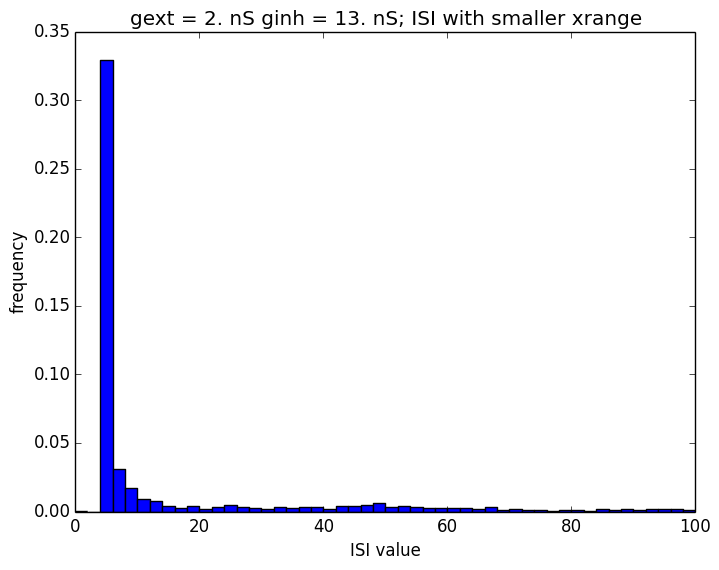 gext = 2. nS ginh = 13. nS; ISI with smaller xrange
0.35
0.30
0.25
0.20
0.15
0.10
0.05
0.00
frequency
0 20 40 60 80 100
ISI value